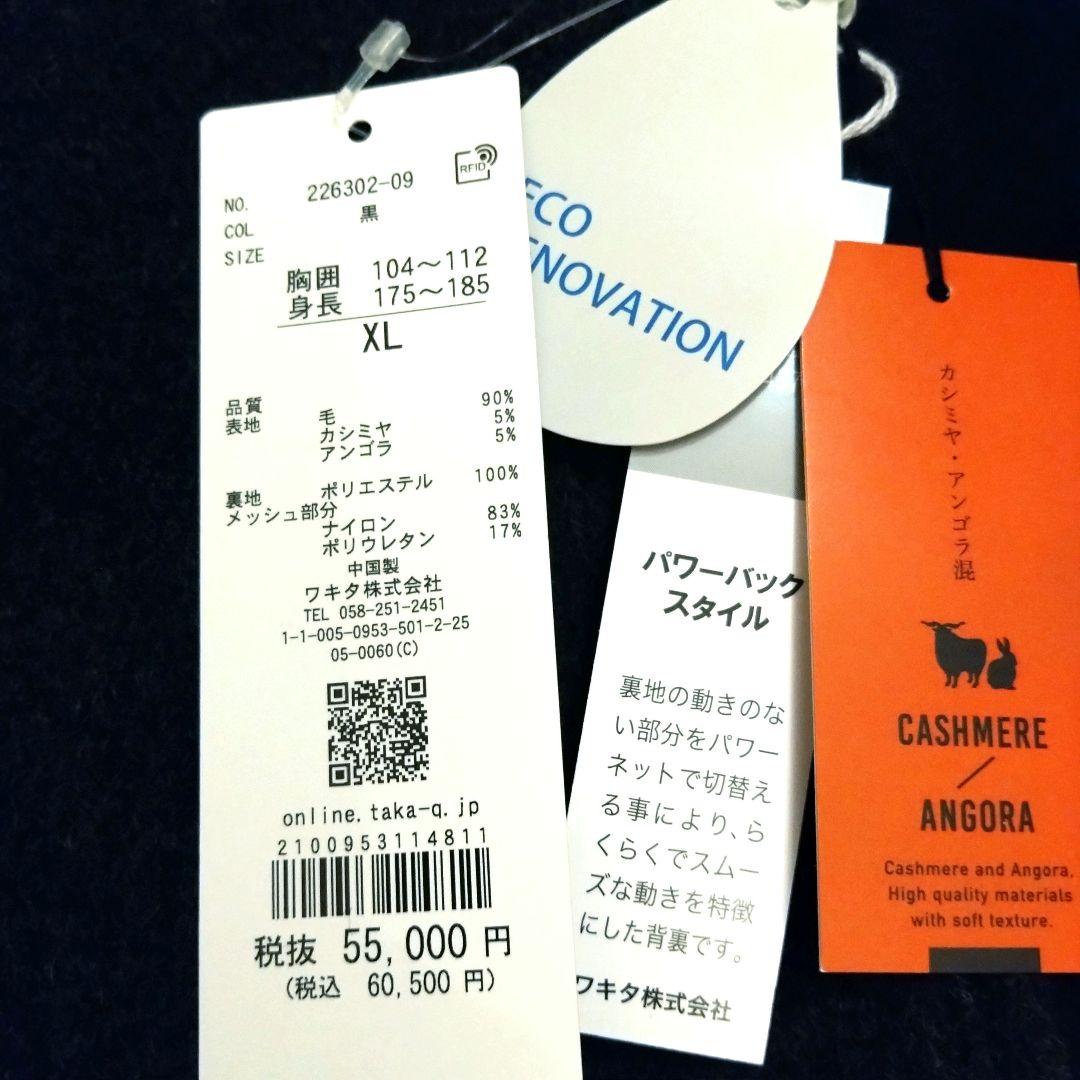 NO. 226302-09
RFID
COL 黒
SIZE
胸囲 104～112
身長 175～185
XL
品質
表地 毛 90%
カシミヤ 5%
アンゴラ 5%
裏地 ポリエステル 100%
メッシュ部分
ナイロン 83%
ポリウレタン 17%
中国製
ワキタ株式会社
TEL 058-251-2451
1-1-005-0953-501-2-25
05-0060(C)
online.taka-q.jp
2100953114811
税抜 55,000 円
(税込 60,500 円)
ECO
ENOVATION
パワーバック
スタイル
裏地の動きのな
い部分をパワー
ネットで切替え
る事により、ら
くらくでスムー
ズな動きを特徴
にした背裏です。
ワキタ株式会社
カシミヤ・アンゴラ混
CASHMERE
/
ANGORA
Cashmere and Angora.
High quality materials
with soft texture.